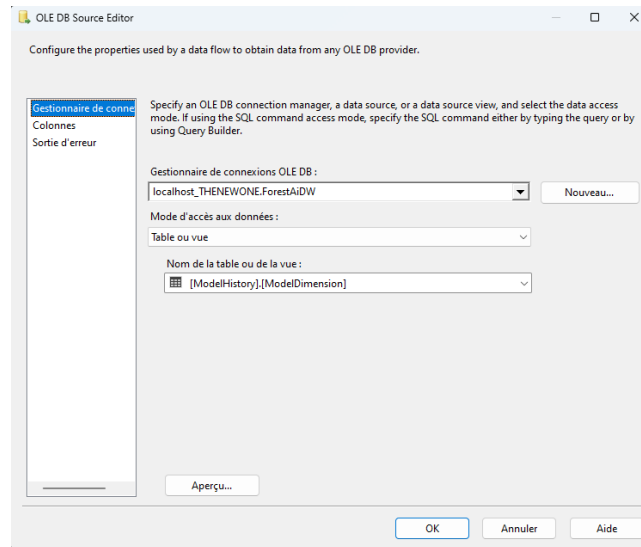 OLE DB Source Editor
Configure the properties used by a data flow to obtain data from any OLE DB provider.
Gestionnaire de conne
Colonnes
Sortie d'erreur
Specify an OLE DB connection manager, a data source, or a data source view, and select the data access
mode. If using the SQL command access mode, specify the SQL command either by typing the query or by
using Query Builder.
Gestionnaire de connexions OLE DB :
localhost_THENEWONE.ForestAiDW
Nouveau...
Mode d'accès aux données :
Table ou vue
Nom de la table ou de la vue :
[ModelHistory].[ModelDimension]
Aperçu...
OK
Annuler
Aide